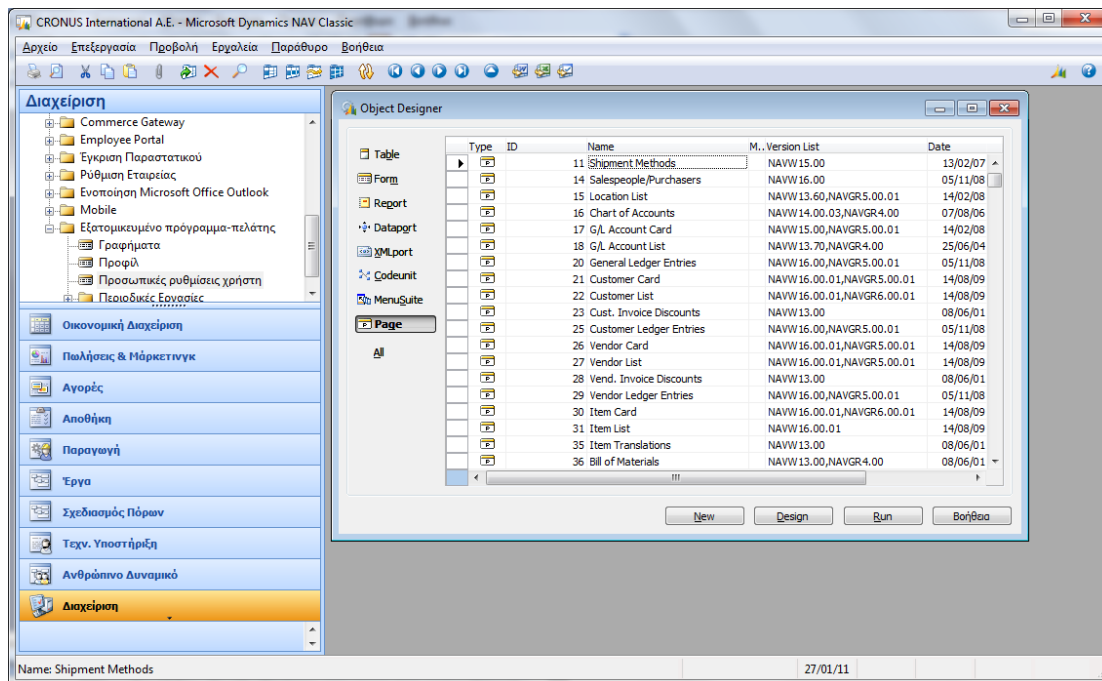 CRONUS International A.E. - Microsoft Dynamics NAV Classic
Αρχείο Επεξεργασία Προβολή Εργαλεία Παράθυρο Βοήθεια
Διαχείριση
Commerce Gateway
Employee Portal
Έγκριση Παραστατικού
Ρύθμιση Εταιρείας
Ενοποίηση Microsoft Office Outlook
Mobile
Εξατομικευμένο πρόγραμμα-πελάτης
Γραφήματα
Προφίλ
Προσωπικές ρυθμίσεις χρήστη
Περιοδικές Εργασίες
Οικονομική Διαχείριση
Πωλήσεις & Μάρκετινγκ
Αγορές
Αποθήκη
Παραγωγή
Έργα
Σχεδιασμός Πόρων
Τεχν. Υποστήριξη
Ανθρώπινο Δυναμικό
Διαχείριση
Object Designer
Table
Form
Report
Dataport
XMLport
Codeunit
MenuSuite
Page
All
Type ID Name M.. Version List Date
11 Shipment Methods NAVW15.00 13/02/07
14 Salespeople/Purchasers NAVW16.00 05/11/08
15 Location List NAVW13.60,NAVGR5.00.01 14/02/08
16 Chart of Accounts NAVW14.00.03,NAVGR4.00 07/08/06
17 G/L Account Card NAVW15.00,NAVGR5.00.01 14/02/08
18 G/L Account List NAVW13.70,NAVGR4.00 25/06/04
20 General Ledger Entries NAVW16.00,NAVGR5.00.01 05/11/08
21 Customer Card NAVW16.00.01,NAVGR5.00.01 14/08/09
22 Customer List NAVW16.00.01,NAVGR6.00.01 14/08/09
23 Cust. Invoice Discounts NAVW13.00 08/06/01
25 Customer Ledger Entries NAVW16.00,NAVGR5.00.01 05/11/08
26 Vendor Card NAVW16.00.01,NAVGR5.00.01 14/08/09
27 Vendor List NAVW16.00.01,NAVGR5.00.01 14/08/09
28 Vend. Invoice Discounts NAVW13.00 08/06/01
29 Vendor Ledger Entries NAVW16.00,NAVGR5.00.01 05/11/08
30 Item Card NAVW16.00.01,NAVGR6.00.01 14/08/09
31 Item List NAVW16.00.01 14/08/09
35 Item Translations NAVW13.00 08/06/01
36 Bill of Materials NAVW13.00,NAVGR4.00 08/06/01
New Design Run Βοήθεια
Name: Shipment Methods 27/01/11